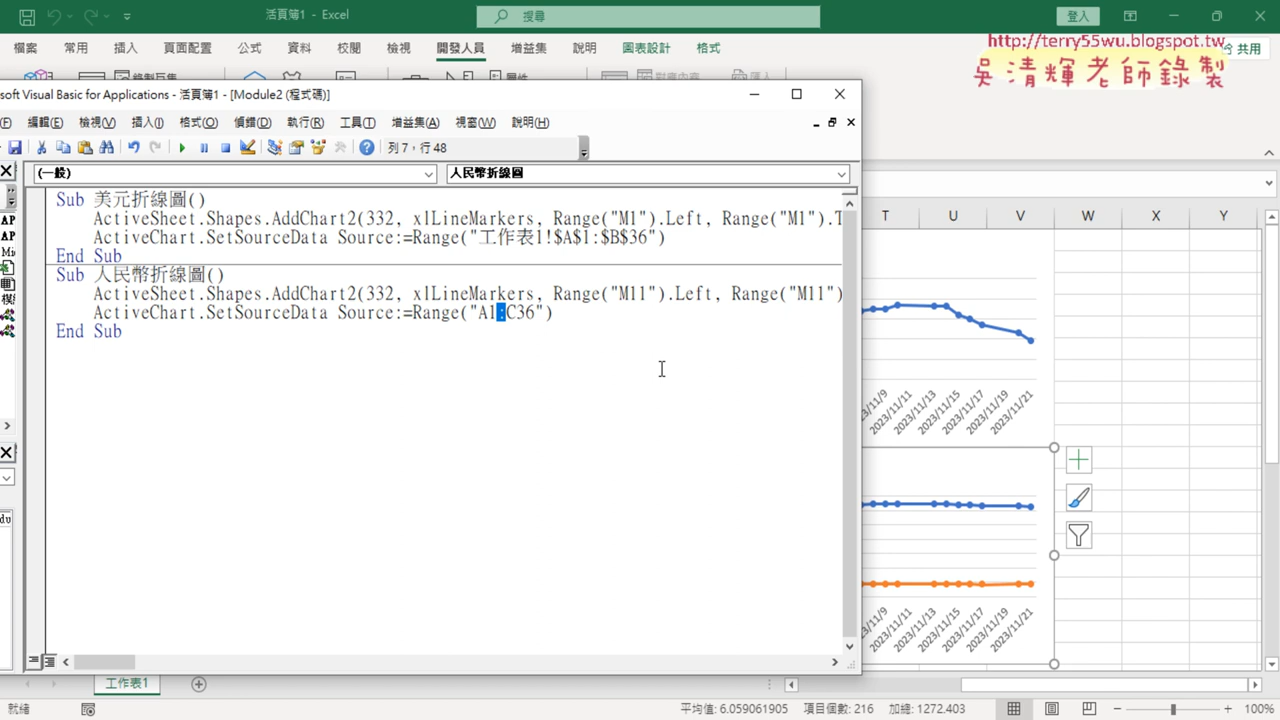 活頁簿1 - Excel
搜尋
登入
檔案 常用 插入 頁面配置 公式 資料 校閱 檢視 開發人員 增益集 說明 圖表設計 格式
共用
http://terry55wu.blogspot.tw
吳清輝老師錄製
soft Visual Basic for Applications - 活頁簿1 - [Module2 (程式碼)]
(F) 編輯(E) 檢視(V) 插入(I) 格式(O) 偵錯(D) 執行(R) 工具(T) 增益集(A) 視窗(W) 說明(H)
列 7，行 48
(一般) 人民幣折線圖
Sub 美元折線圖()
ActiveSheet.Shapes.AddChart2(332, xlLineMarkers, Range("M1").Left, Range("M1").T
ActiveChart.SetSourceData Source:=Range("工作表1!$A$1:$B$36")
End Sub
Sub 人民幣折線圖()
ActiveSheet.Shapes.AddChart2(332, xlLineMarkers, Range("M11").Left, Range("M11")
ActiveChart.SetSourceData Source:=Range("A1:C36")
End Sub
T U V W X Y
2023/11/9 2023/11/11 2023/11/13 2023/11/15 2023/11/17 2023/11/19 2023/11/21
2023/11/9 2023/11/11 2023/11/13 2023/11/15 2023/11/17 2023/11/19 2023/11/21
工作表1
就緒 平均值: 6.059061905 項目個數: 216 加總: 1272.403 100%